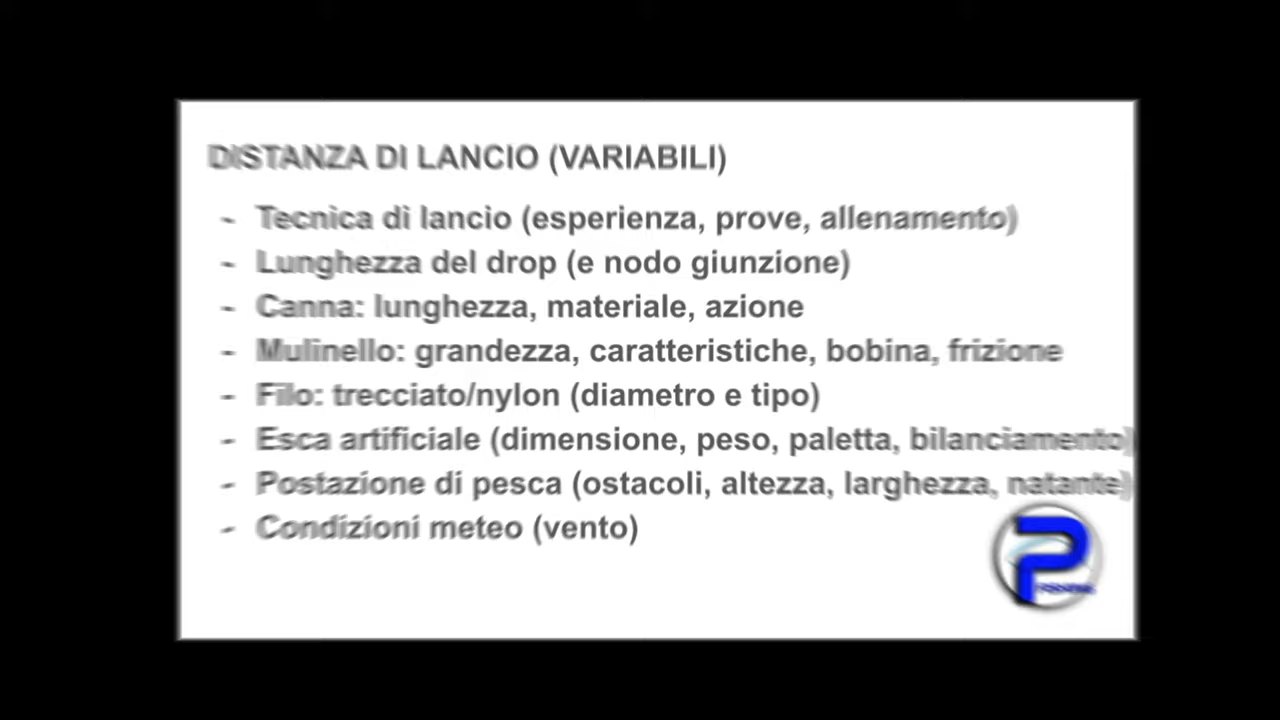 DISTANZA DI LANCIO (VARIABILI)
- Tecnica di lancio (esperienza, prove, allenamento)
- Lunghezza del drop (e nodo giunzione)
- Canna: lunghezza, materiale, azione
- Mulinello: grandezza, caratteristiche, bobina, frizione
- Filo: trecciato/nylon (diametro e tipo)
- Esca artificiale (dimensione, peso, paletta, bilanciamento)
- Postazione di pesca (ostacoli, altezza, larghezza, natante)
- Condizioni meteo (vento)
P